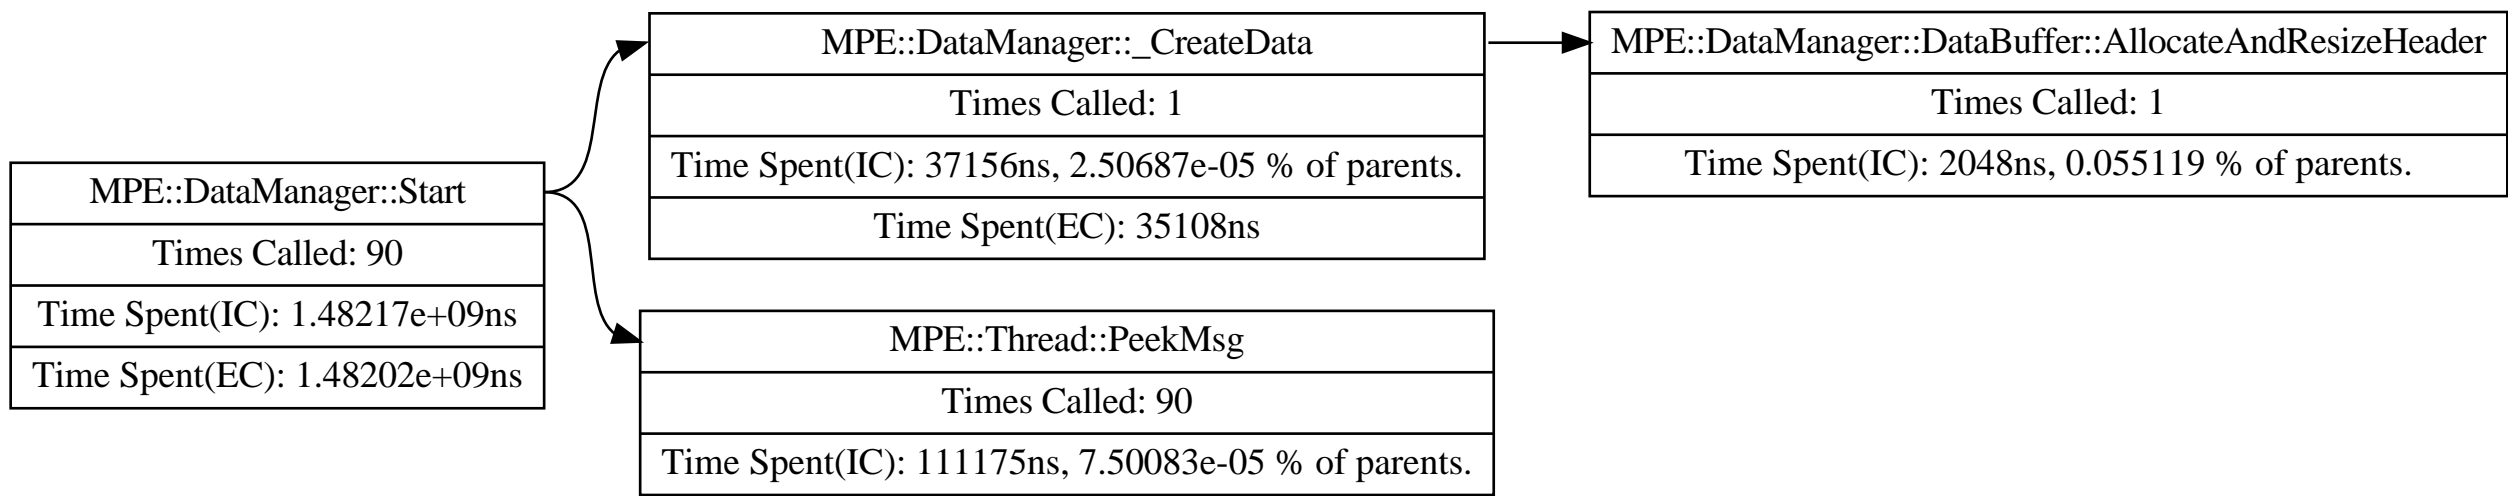 MPE::DataManager::Start
Times Called: 90
Time Spent(IC): 1.48217e+09ns
Time Spent(EC): 1.48202e+09ns
MPE::DataManager::_CreateData
Times Called: 1
Time Spent(IC): 37156ns, 2.50687e-05 % of parents.
Time Spent(EC): 35108ns
MPE::DataManager::DataBuffer::AllocateAndResizeHeader
Times Called: 1
Time Spent(IC): 2048ns, 0.055119 % of parents.
MPE::Thread::PeekMsg
Times Called: 90
Time Spent(IC): 111175ns, 7.50083e-05 % of parents.